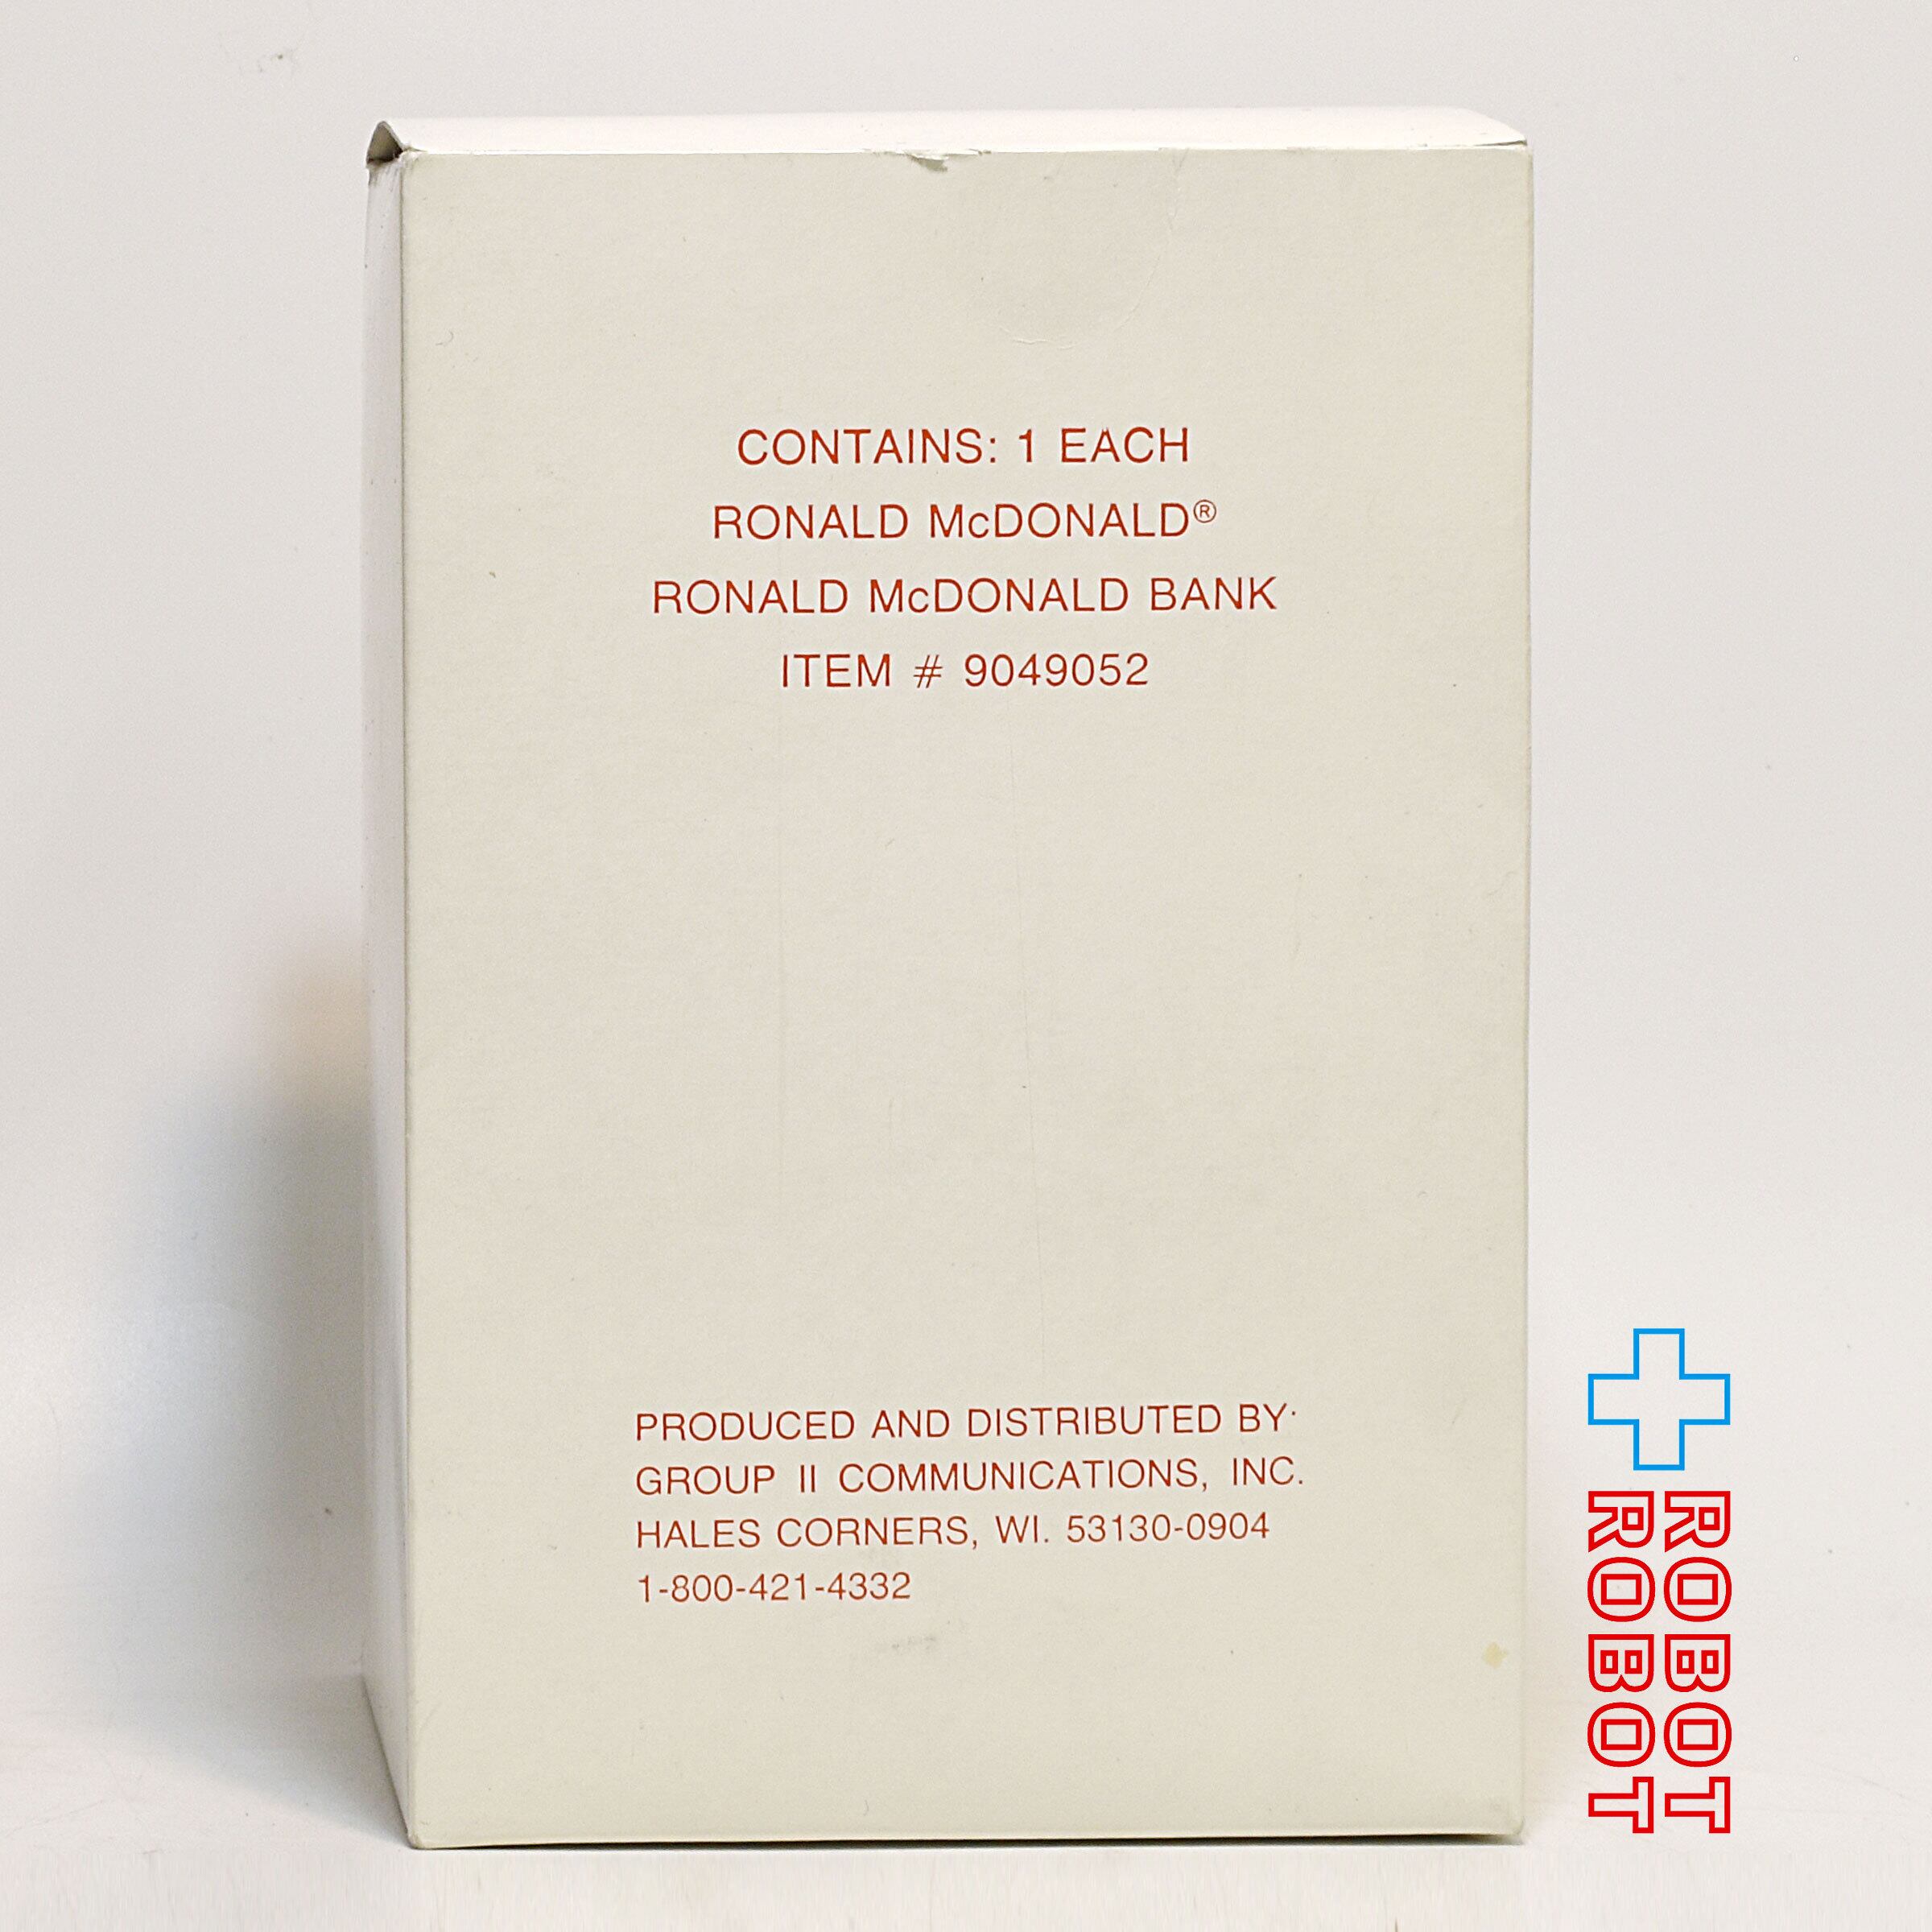 CONTAINS: 1 EACH
RONALD McDONALD®
RONALD McDONALD BANK
ITEM # 9049052
PRODUCED AND DISTRIBUTED BY·
GROUP II COMMUNICATIONS, INC.
HALES CORNERS, WI. 53130-0904
1-800-421-4332
ROBOT
ROBOT